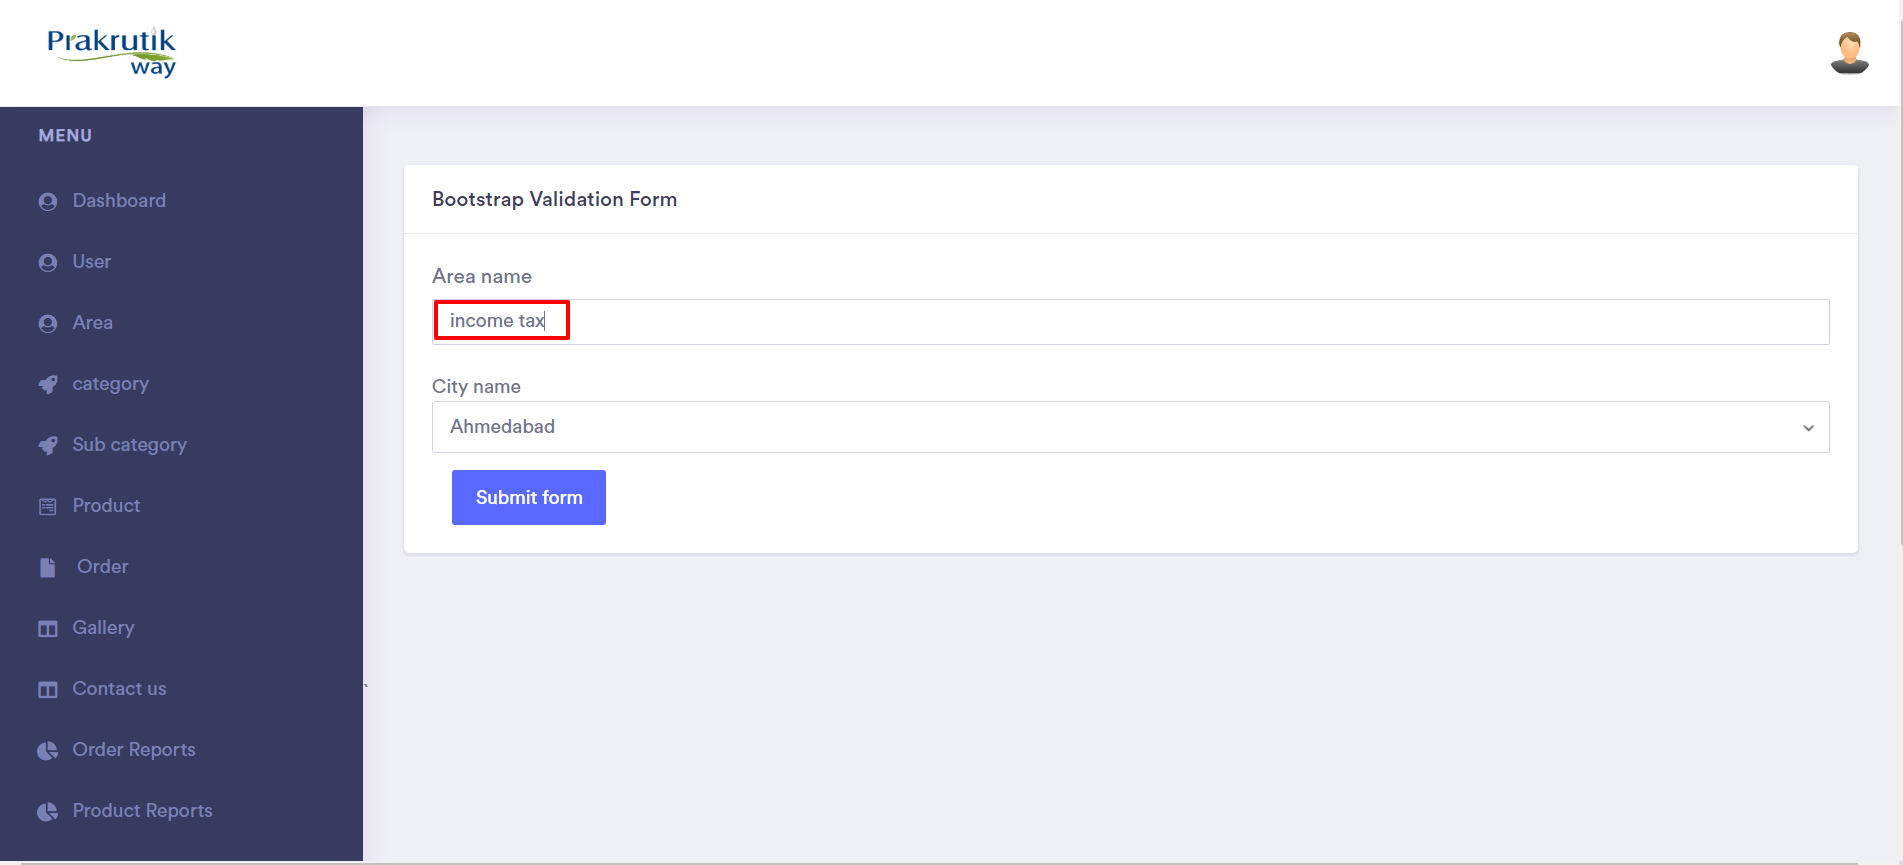 Prakrutik
way
MENU
Dashboard
User
Area
category
Sub category
Product
Order
Gallery
Contact us
Order Reports
Product Reports
`
Bootstrap Validation Form
Area name
income tax
City name
Ahmedabad
Submit form